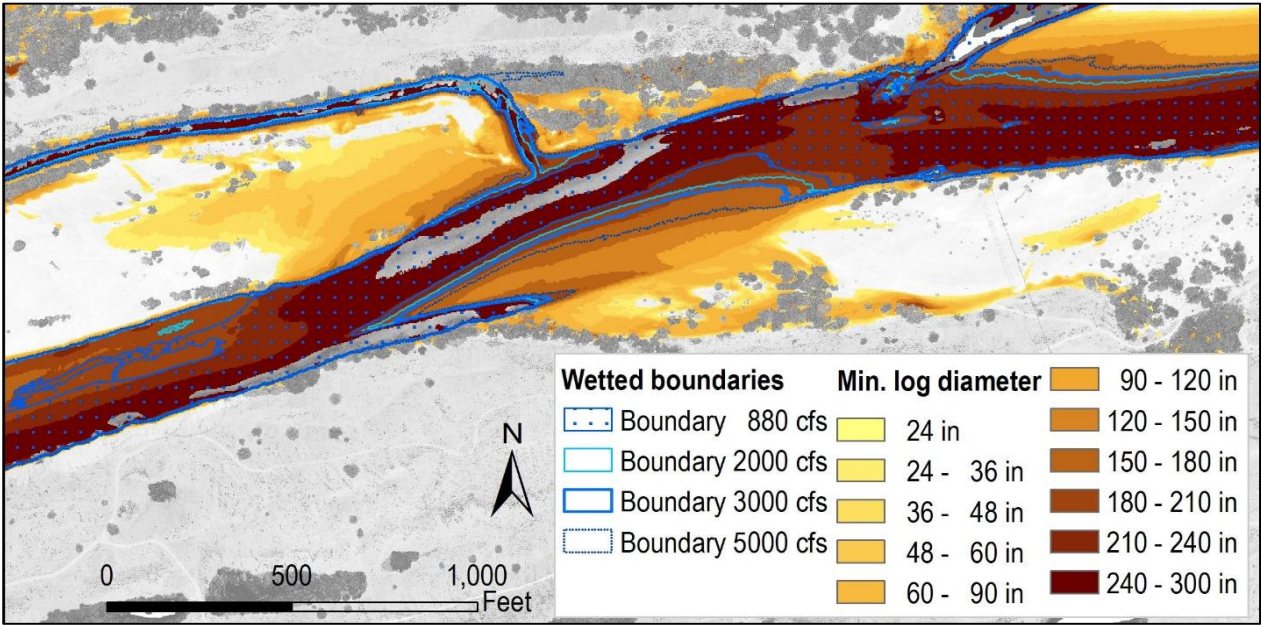 Wetted boundaries
Boundary 880 cfs
Boundary 2000 cfs
Boundary 3000 cfs
Boundary 5000 cfs
Min. log diameter
24 in
24 - 36 in
36 - 48 in
48 - 60 in
60 - 90 in
90 - 120 in
120 - 150 in
150 - 180 in
180 - 210 in
210 - 240 in
240 - 300 in
N
0 500 1,000
Feet